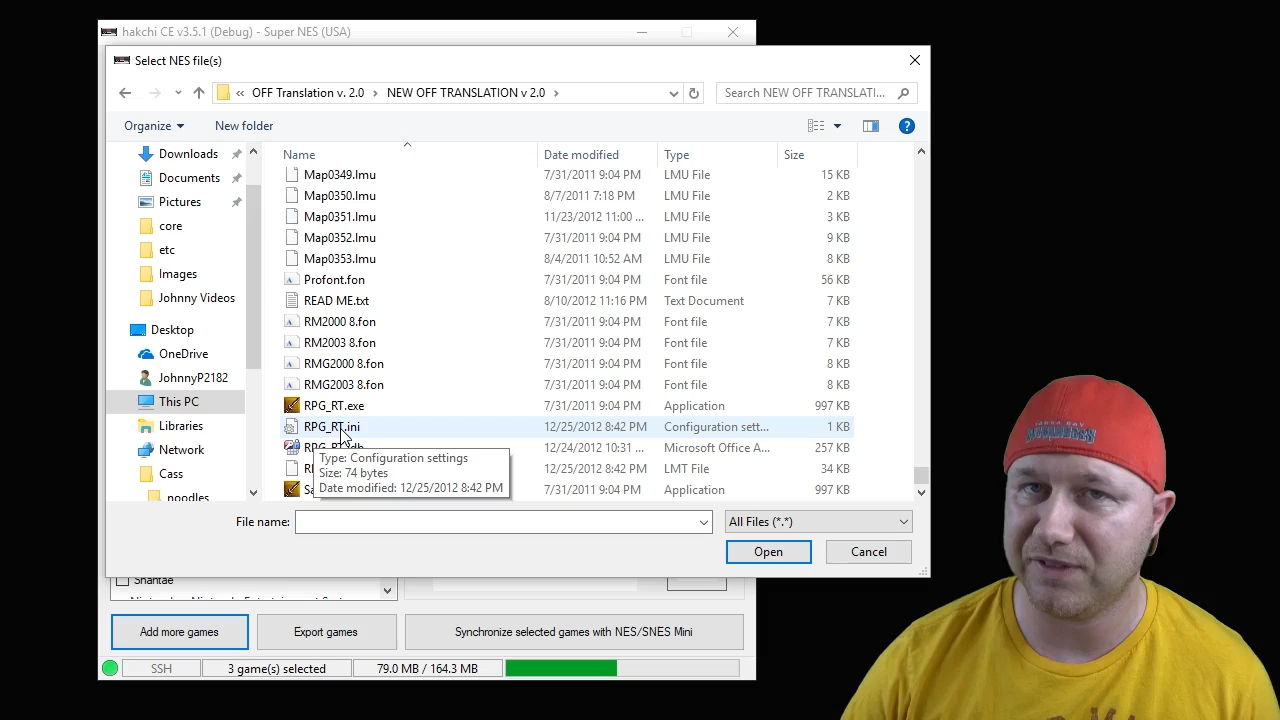 hakchi CE v3.5.1 (Debug) - Super NES (USA)
Select NES file(s)
« OFF Translation v. 2.0 › NEW OFF TRANSLATION v 2.0 ›
Search NEW OFF TRANSLATI...
Organize
New folder
Name Date modified Type Size
Downloads
Documents
Pictures
core
etc
Images
Johnny Videos
Desktop
OneDrive
JohnnyP2182
This PC
Libraries
Network
Cass
noodles
Map0349.lmu 7/31/2011 9:04 PM LMU File 15 KB
Map0350.lmu 8/7/2011 7:18 PM LMU File 2 KB
Map0351.lmu 11/23/2012 11:00 ... LMU File 3 KB
Map0352.lmu 7/31/2011 9:04 PM LMU File 9 KB
Map0353.lmu 8/4/2011 10:52 AM LMU File 8 KB
Profont.fon 7/31/2011 9:04 PM Font file 56 KB
READ ME.txt 8/10/2012 11:16 PM Text Document 7 KB
RM2000 8.fon 7/31/2011 9:04 PM Font file 7 KB
RM2003 8.fon 7/31/2011 9:04 PM Font file 7 KB
RMG2000 8.fon 7/31/2011 9:04 PM Font file 8 KB
RMG2003 8.fon 7/31/2011 9:04 PM Font file 8 KB
RPG_RT.exe 7/31/2011 9:04 PM Application 997 KB
RPG_RT.ini 12/25/2012 8:42 PM Configuration sett... 1 KB
12/24/2012 10:31 ... Microsoft Office A... 257 KB
12/25/2012 8:42 PM LMT File 34 KB
7/31/2011 9:04 PM Application 997 KB
Type: Configuration settings
Size: 74 bytes
Date modified: 12/25/2012 8:42 PM
File name:
All Files (*.*)
Open
Cancel
Shantae
Add more games
Export games
Synchronize selected games with NES/SNES Mini
SSH
3 game(s) selected
79.0 MB / 164.3 MB